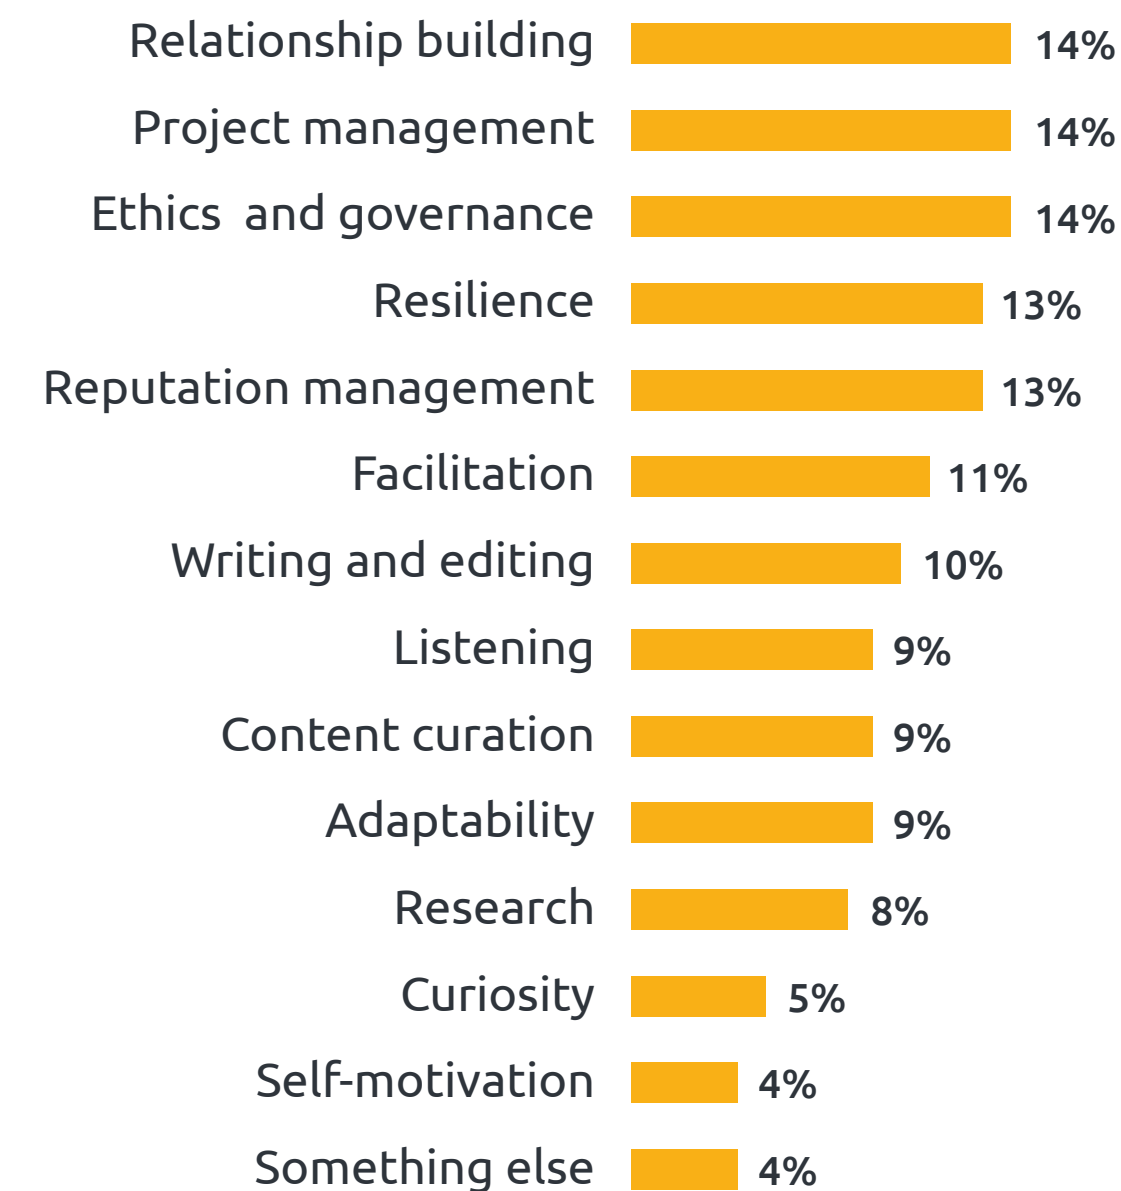 Relationship building 14%
Project management 14%
Ethics  and governance 14%
Resilience 13%
Reputation management 13%
Facilitation 11%
Writing and editing 10%
Listening 9%
Content curation 9%
Adaptability 9%
Research 8%
Curiosity 5%
Self-motivation 4%
Something else 4%